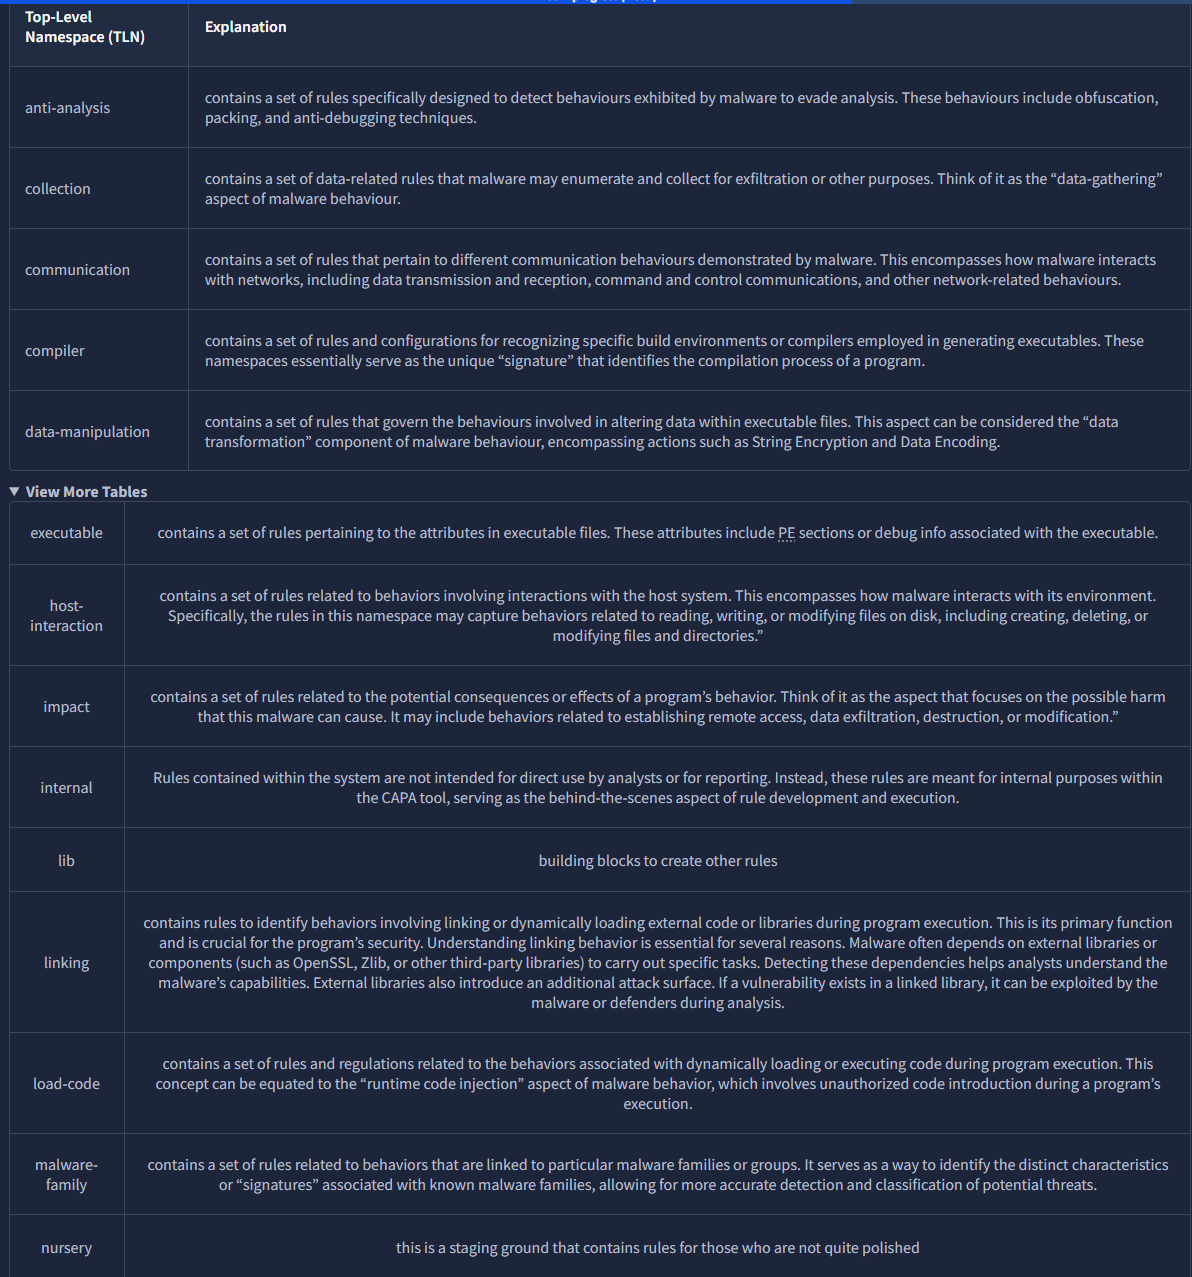 Top-Level
Namespace (TLN)
Explanation
anti-analysis
contains a set of rules specifically designed to detect behaviours exhibited by malware to evade analysis. These behaviours include obfuscation,
packing, and anti-debugging techniques.
collection
contains a set of data-related rules that malware may enumerate and collect for exfiltration or other purposes. Think of it as the “data-gathering”
aspect of malware behaviour.
communication
contains a set of rules that pertain to different communication behaviours demonstrated by malware. This encompasses how malware interacts
with networks, including data transmission and reception, command and control communications, and other network-related behaviours.
compiler
contains a set of rules and configurations for recognizing specific build environments or compilers employed in generating executables. These
namespaces essentially serve as the unique “signature” that identifies the compilation process of a program.
data-manipulation
contains a set of rules that govern the behaviours involved in altering data within executable files. This aspect can be considered the “data
transformation” component of malware behaviour, encompassing actions such as String Encryption and Data Encoding.
▼ View More Tables
executable
contains a set of rules pertaining to the attributes in executable files. These attributes include PE sections or debug info associated with the executable.
host-
interaction
contains a set of rules related to behaviors involving interactions with the host system. This encompasses how malware interacts with its environment.
Specifically, the rules in this namespace may capture behaviors related to reading, writing, or modifying files on disk, including creating, deleting, or
modifying files and directories.”
impact
contains a set of rules related to the potential consequences or effects of a program’s behavior. Think of it as the aspect that focuses on the possible harm
that this malware can cause. It may include behaviors related to establishing remote access, data exfiltration, destruction, or modification.”
internal
Rules contained within the system are not intended for direct use by analysts or for reporting. Instead, these rules are meant for internal purposes within
the CAPA tool, serving as the behind-the-scenes aspect of rule development and execution.
lib
building blocks to create other rules
linking
contains rules to identify behaviors involving linking or dynamically loading external code or libraries during program execution. This is its primary function
and is crucial for the program’s security. Understanding linking behavior is essential for several reasons. Malware often depends on external libraries or
components (such as OpenSSL, Zlib, or other third-party libraries) to carry out specific tasks. Detecting these dependencies helps analysts understand the
malware’s capabilities. External libraries also introduce an additional attack surface. If a vulnerability exists in a linked library, it can be exploited by the
malware or defenders during analysis.
load-code
contains a set of rules and regulations related to the behaviors associated with dynamically loading or executing code during program execution. This
concept can be equated to the “runtime code injection” aspect of malware behavior, which involves unauthorized code introduction during a program’s
execution.
malware-
family
contains a set of rules related to behaviors that are linked to particular malware families or groups. It serves as a way to identify the distinct characteristics
or “signatures” associated with known malware families, allowing for more accurate detection and classification of potential threats.
nursery
this is a staging ground that contains rules for those who are not quite polished